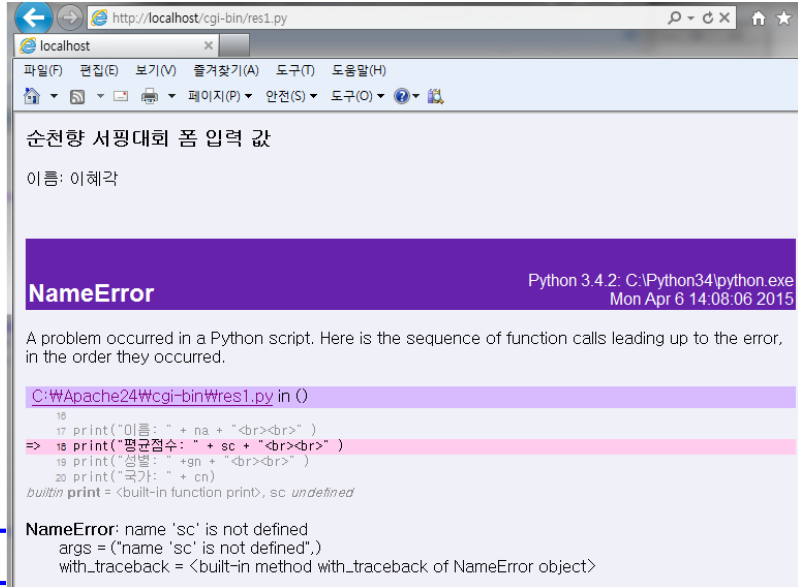 http://localhost/cgi-bin/res1.py
localhost
파일(F) 편집(E) 보기(V) 즐겨찾기(A) 도구(T) 도움말(H)
페이지(P) 안전(S) 도구(O)
순천향 서핑대회 폼 입력 값
이름: 이혜각
NameError
Python 3.4.2: C:\Python34\python.exe
Mon Apr 6 14:08:06 2015
A problem occurred in a Python script. Here is the sequence of function calls leading up to the error,
in the order they occurred.
C:₩Apache24₩cgi-bin₩res1.py in ()
16
17 print("이름: " + na + "<br><br>" )
=> 18 print("평균점수: " + sc + "<br><br>" )
19 print("성별: " +gn + "<br><br>" )
20 print("국가: " + cn)
builtin print = <built-in function print>, sc undefined
NameError: name 'sc' is not defined
args = ("name 'sc' is not defined",)
with_traceback = <built-in method with_traceback of NameError object>